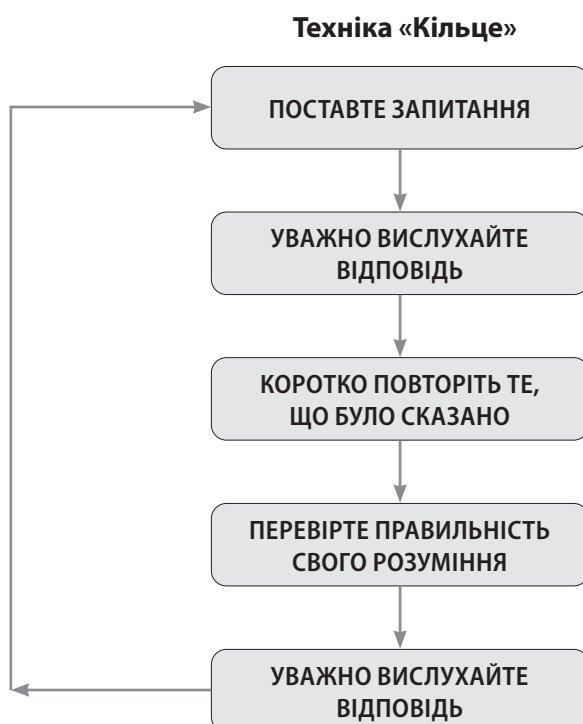 Техніка «Кільце»
ПОСТАВТЕ ЗАПИТАННЯ
УВАЖНО ВИСЛУХАЙТЕ
ВІДПОВІДЬ
КОРОТКО ПОВТОРІТЬ ТЕ,
ЩО БУЛО СКАЗАНО
ПЕРЕВІРТЕ ПРАВИЛЬНІСТЬ
СВОГО РОЗУМІННЯ
УВАЖНО ВИСЛУХАЙТЕ
ВІДПОВІДЬ